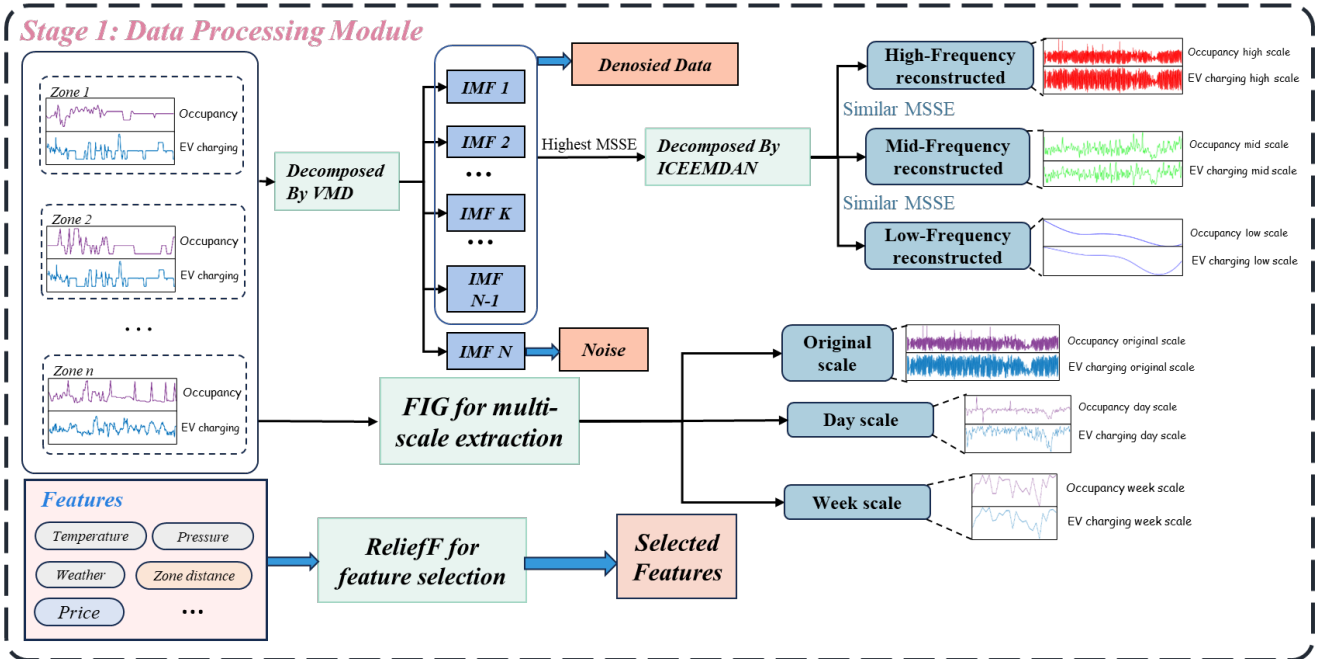 Stage 1: Data Processing Module
Zone 1
Occupancy
EV charging
Zone 2
Occupancy
EV charging
...
Zone n
Occupancy
EV charging
Decomposed
By VMD
IMF 1
IMF 2
...
IMF K
...
IMF
N-1
IMF N
Denosied Data
Noise
Highest MSSE
Decomposed By
ICEEMDAN
High-Frequency
reconstructed
Similar MSSE
Mid-Frequency
reconstructed
Similar MSSE
Low-Frequency
reconstructed
Occupancy high scale
EV charging high scale
Occupancy mid scale
EV charging mid scale
Occupancy low scale
EV charging low scale
FIG for multi-
scale extraction
Original
scale
Day scale
Week scale
Occupancy original scale
EV charging original scale
Occupancy day scale
EV charging day scale
Occupancy week scale
EV charging week scale
Features
Temperature
Pressure
Weather
Zone distance
Price
...
ReliefF for
feature selection
Selected
Features